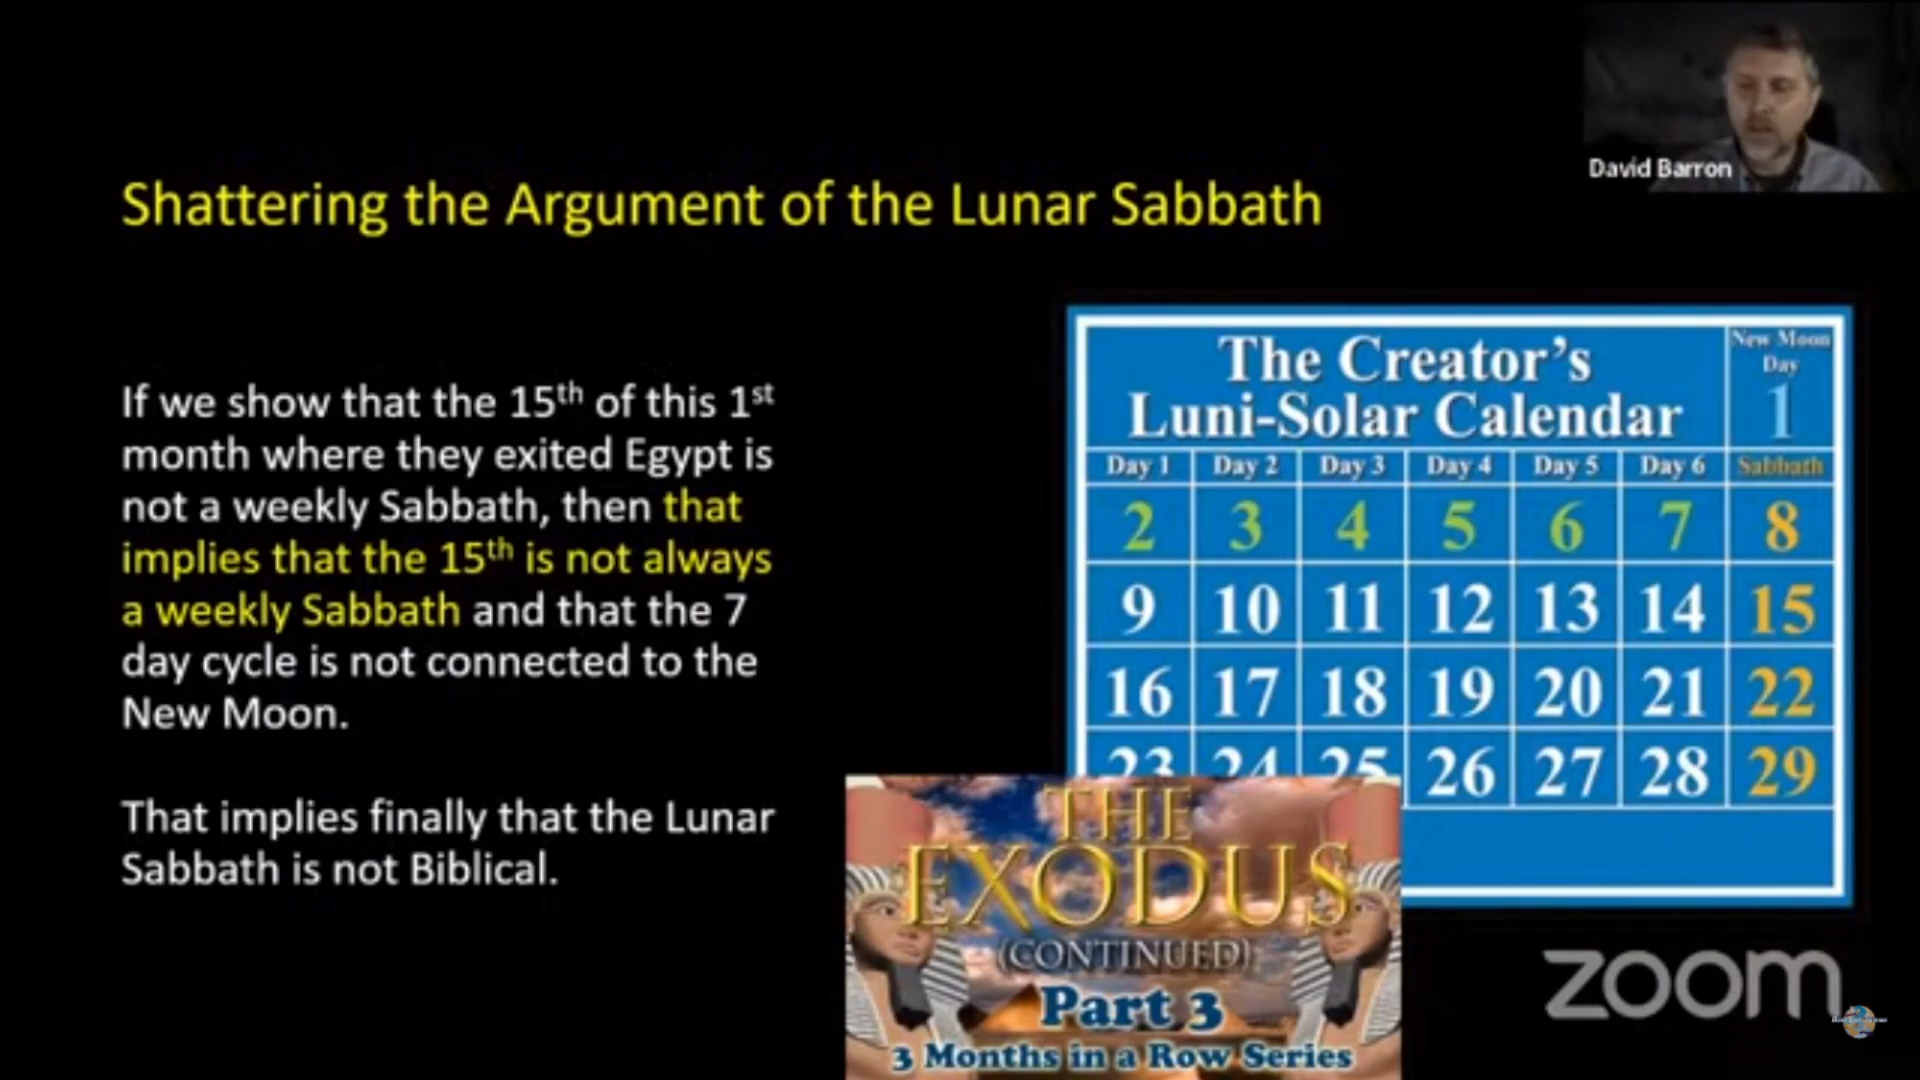 David Barron
Shattering the Argument of the Lunar Sabbath
If we show that the 15th of this 1st
month where they exited Egypt is
not a weekly Sabbath, then that
implies that the 15th is not always
a weekly Sabbath and that the 7
day cycle is not connected to the
New Moon.
That implies finally that the Lunar
Sabbath is not Biblical.
The Creator's
Luni-Solar Calendar
New Moon
Day
1
Day 1 Day 2 Day 3 Day 4 Day 5 Day 6 Sabbath
2 3 4 5 6 7 8
9 10 11 12 13 14 15
16 17 18 19 20 21 22
23 24 25 26 27 28 29
THE
EXODUS
(CONTINUED)
Part 3
3 Months in a Row Series
zoom